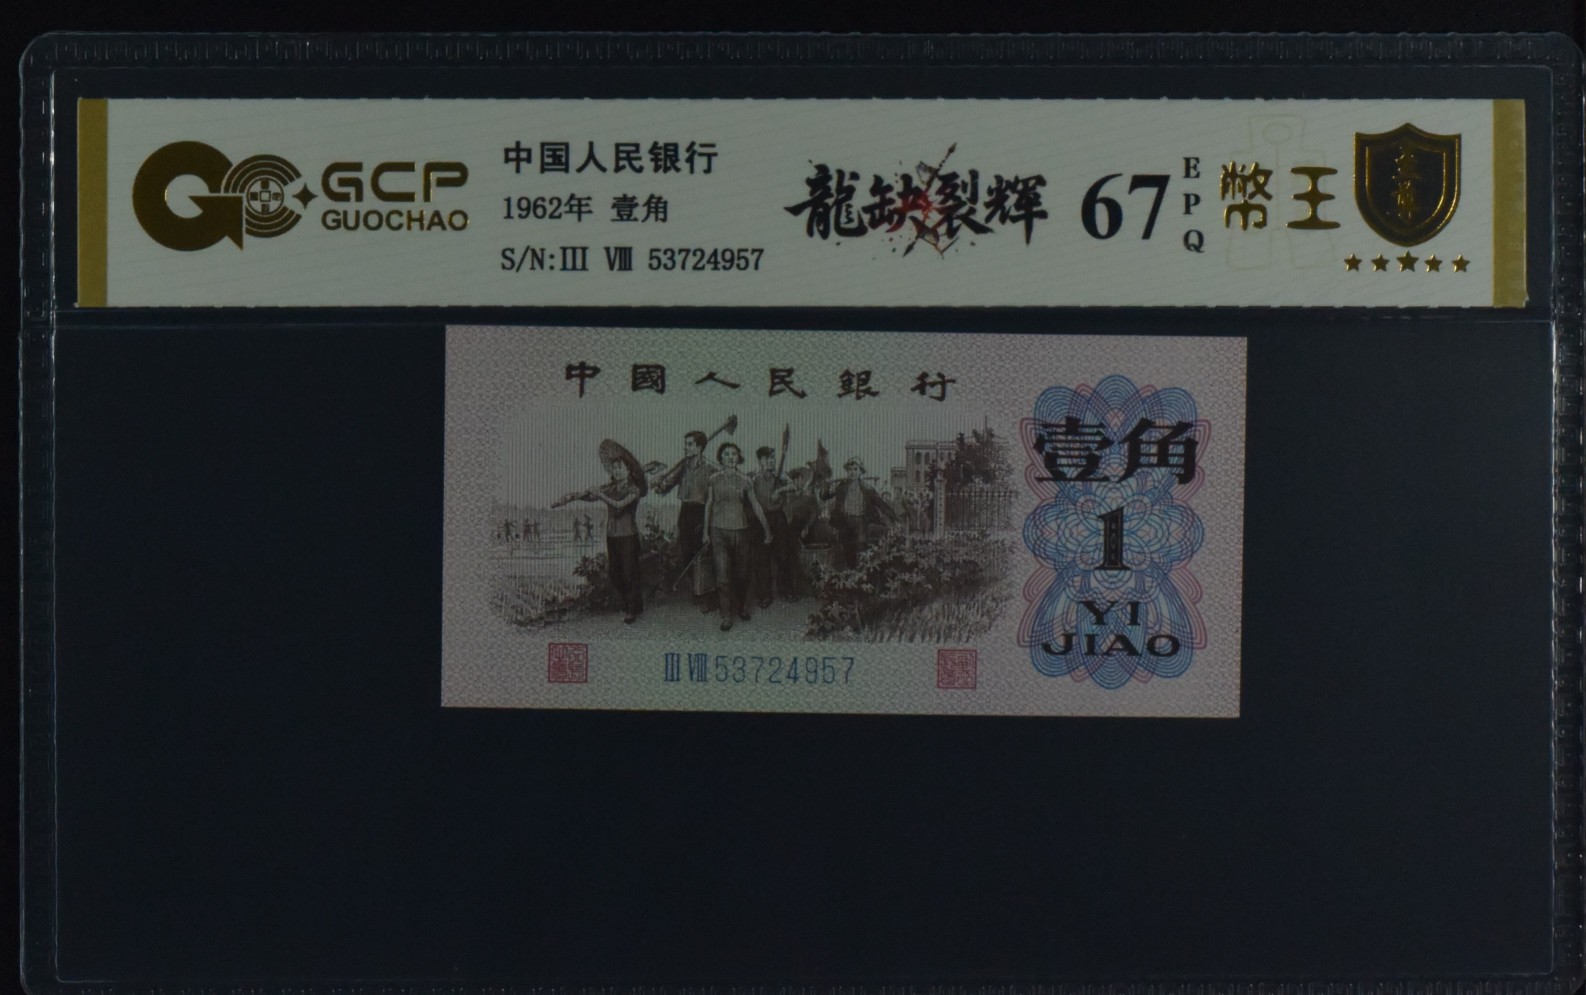 GCP
GUOCHAO
中国人民银行
1962年 壹角
S/N:III VIII 53724957
龍缺裂輝
67
EPQ
幣王
★★★★★
中國人民銀行
壹角
1
YI
JIAO
III VIII 53724957